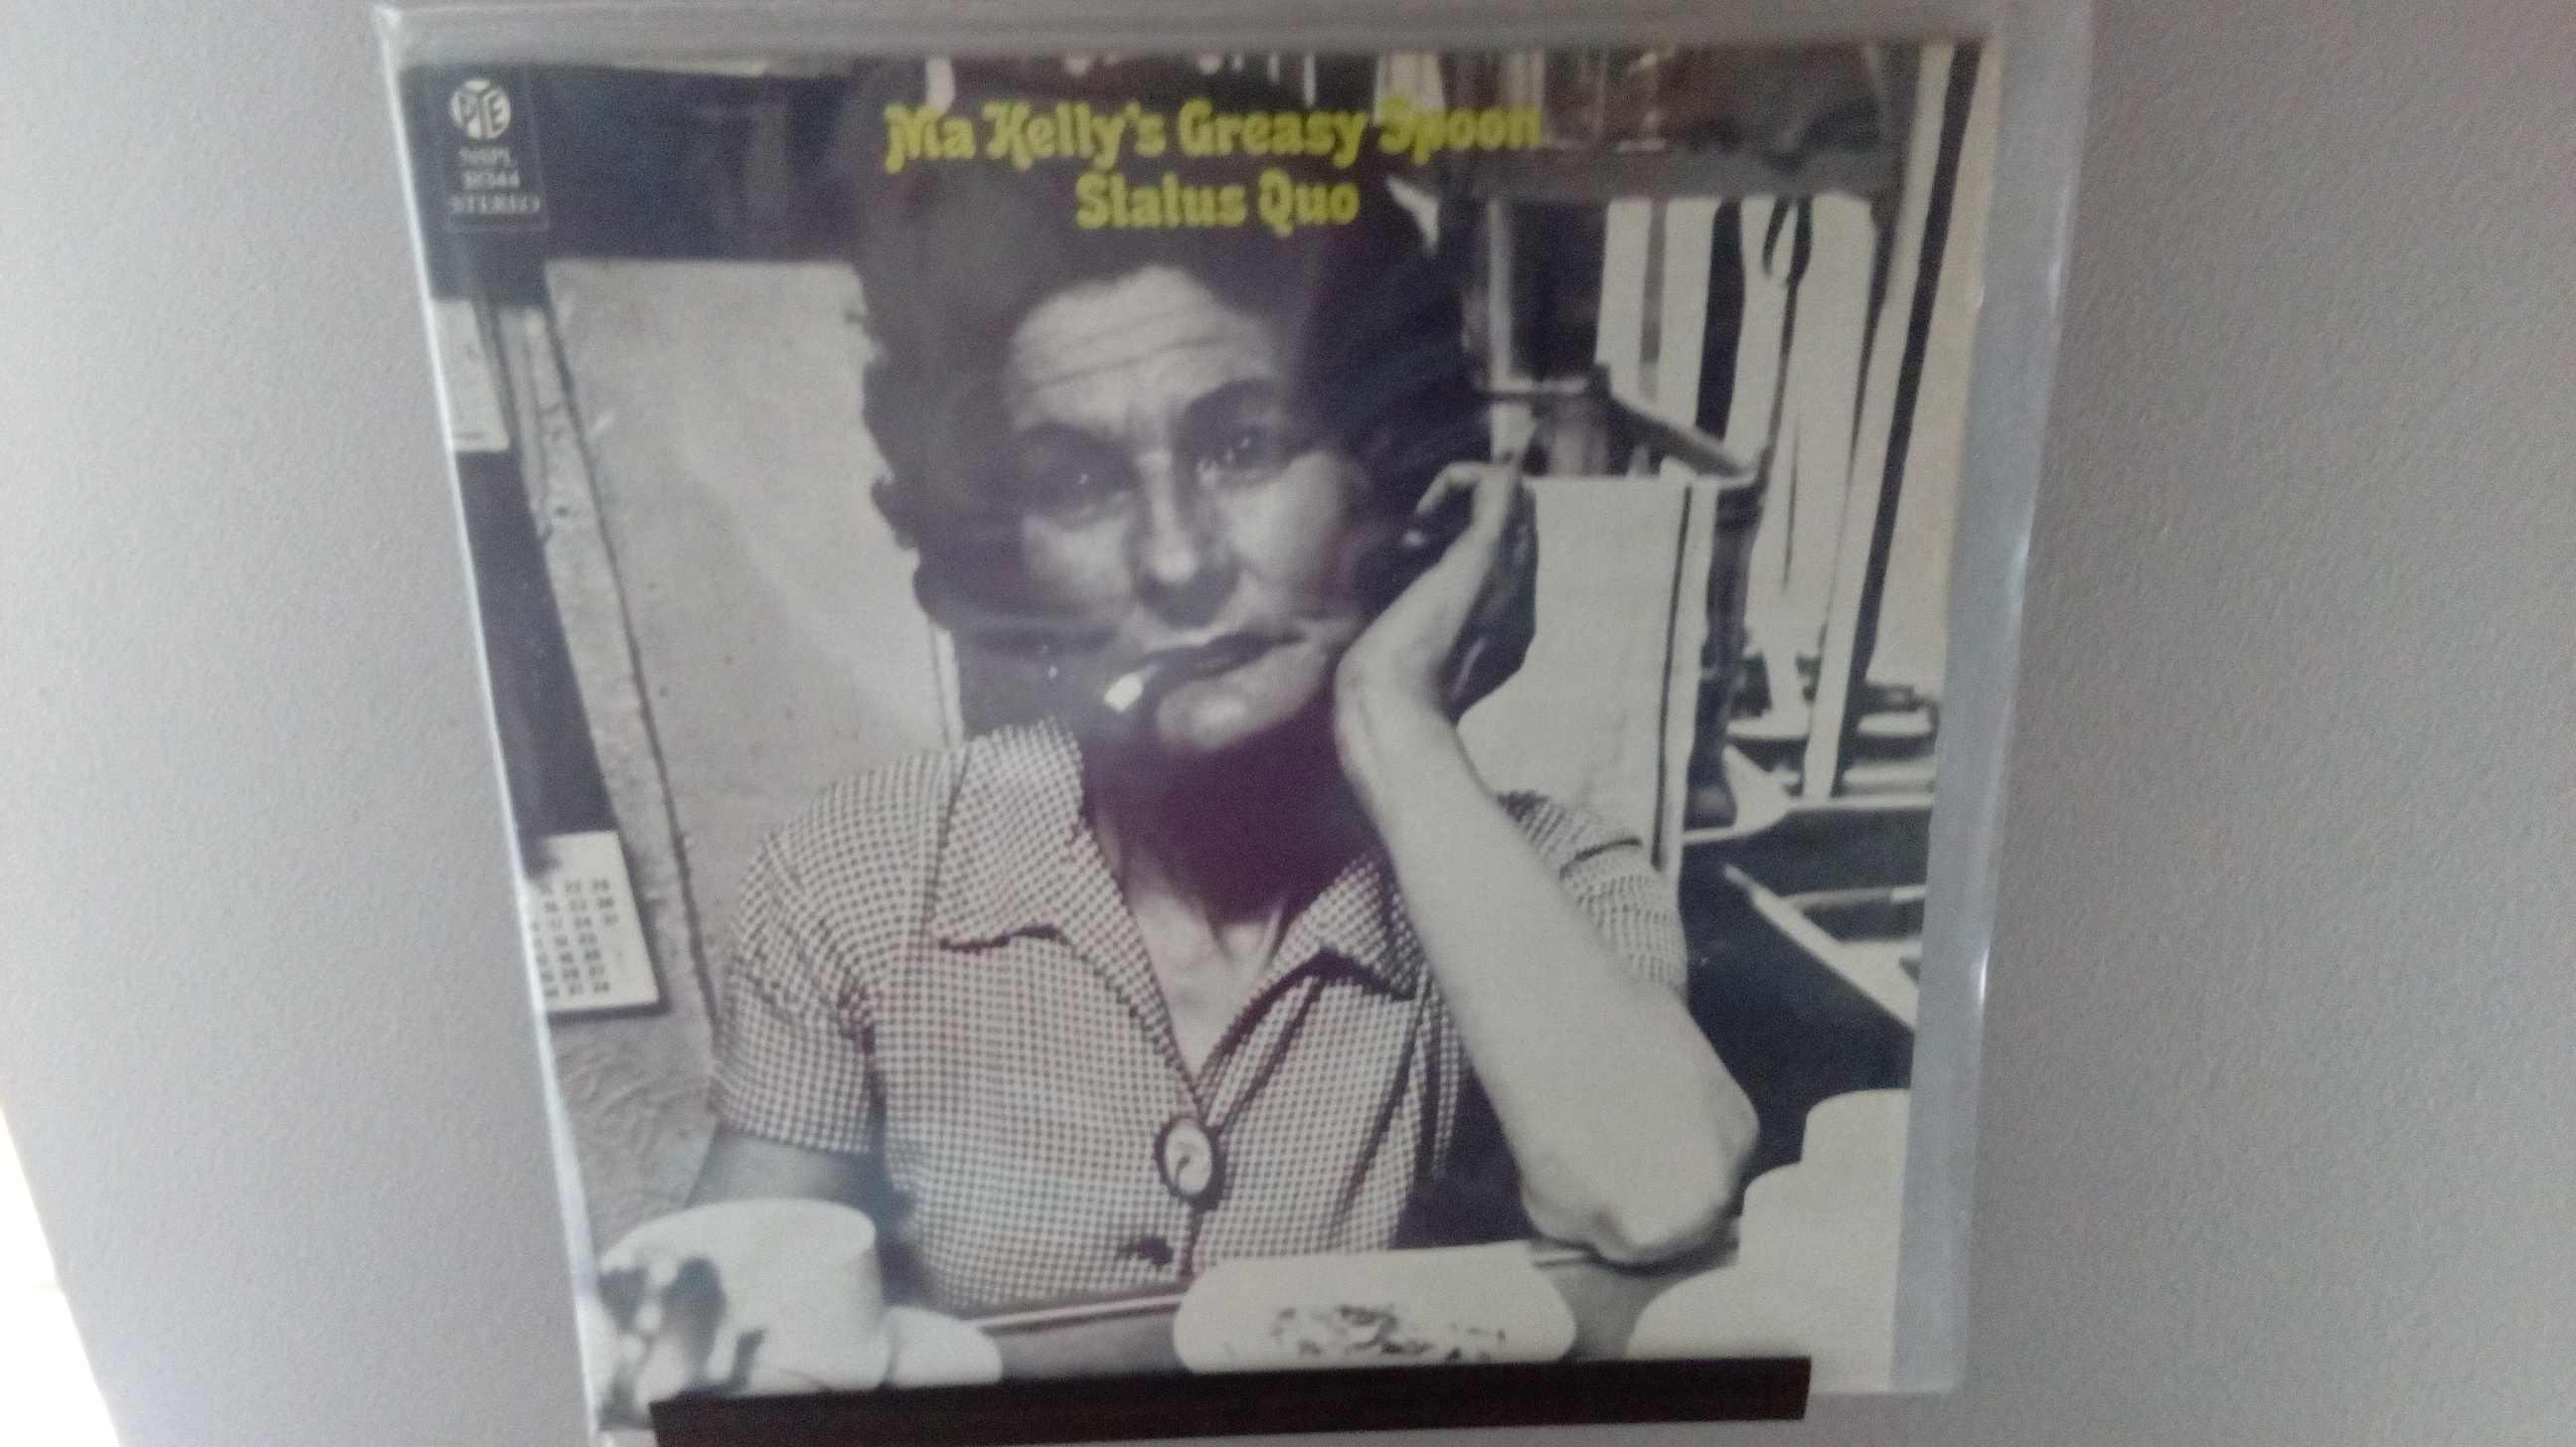 PYE
NSPL
18344
STEREO
Ma Kelly's Greasy Spoon
Status Quo